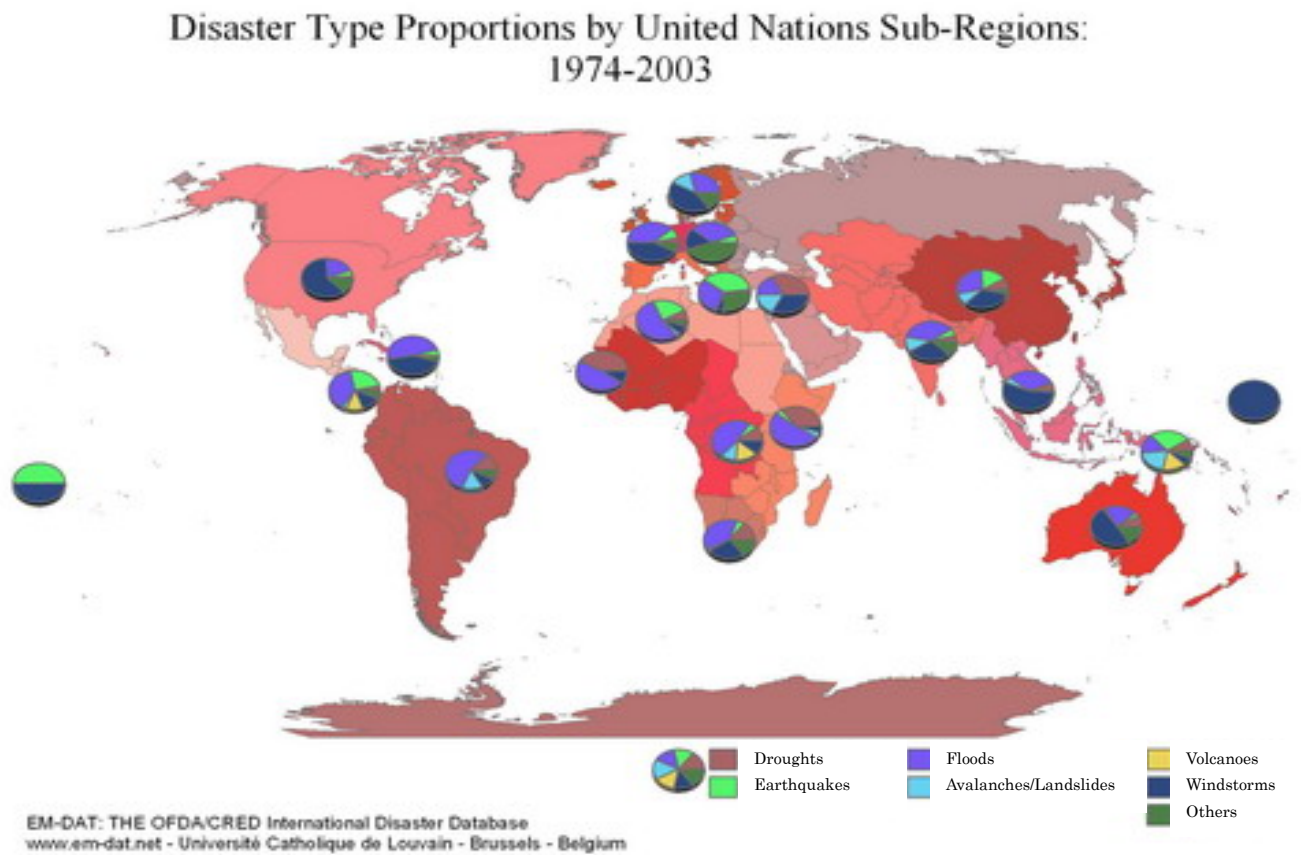 Disaster Type Proportions by United Nations Sub-Regions:
1974-2003
Droughts
Earthquakes
Floods
Avalanches/Landslides
Volcanoes
Windstorms
Others
EM-DAT: THE OFDA/CRED International Disaster Database
www.em-dat.net - Université Catholique de Louvain - Brussels - Belgium